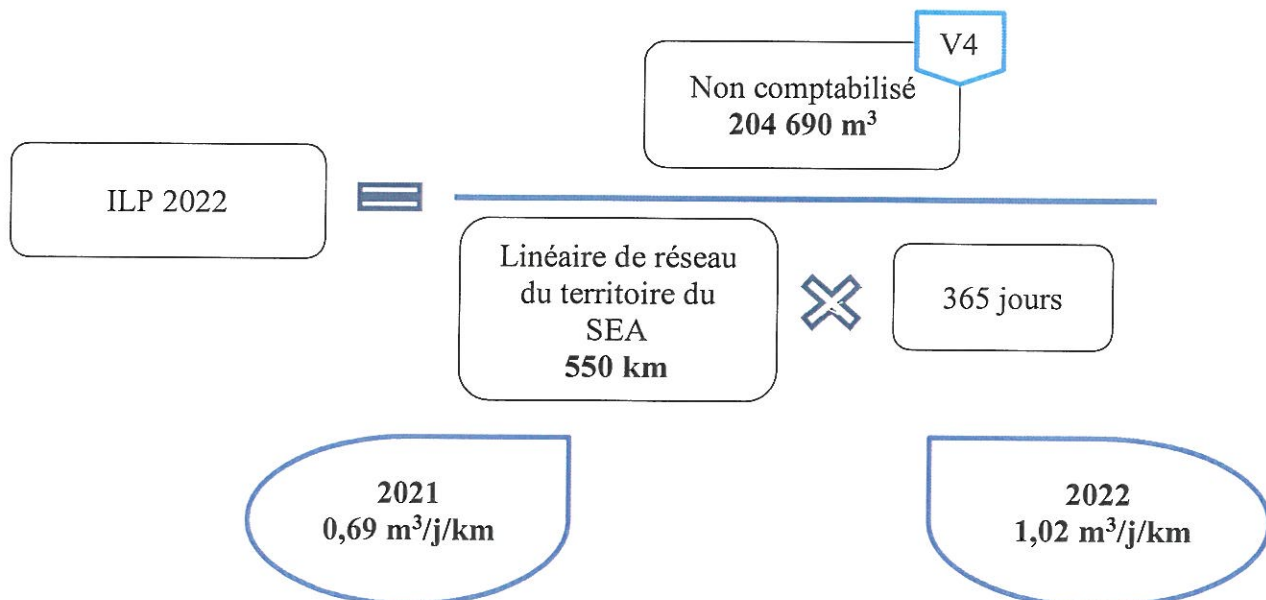 V4
Non comptabilisé
204 690 m³
ILP 2022
Linéaire de réseau
du territoire du
SEA
550 km
365 jours
2021
0,69 m³/j/km
2022
1,02 m³/j/km